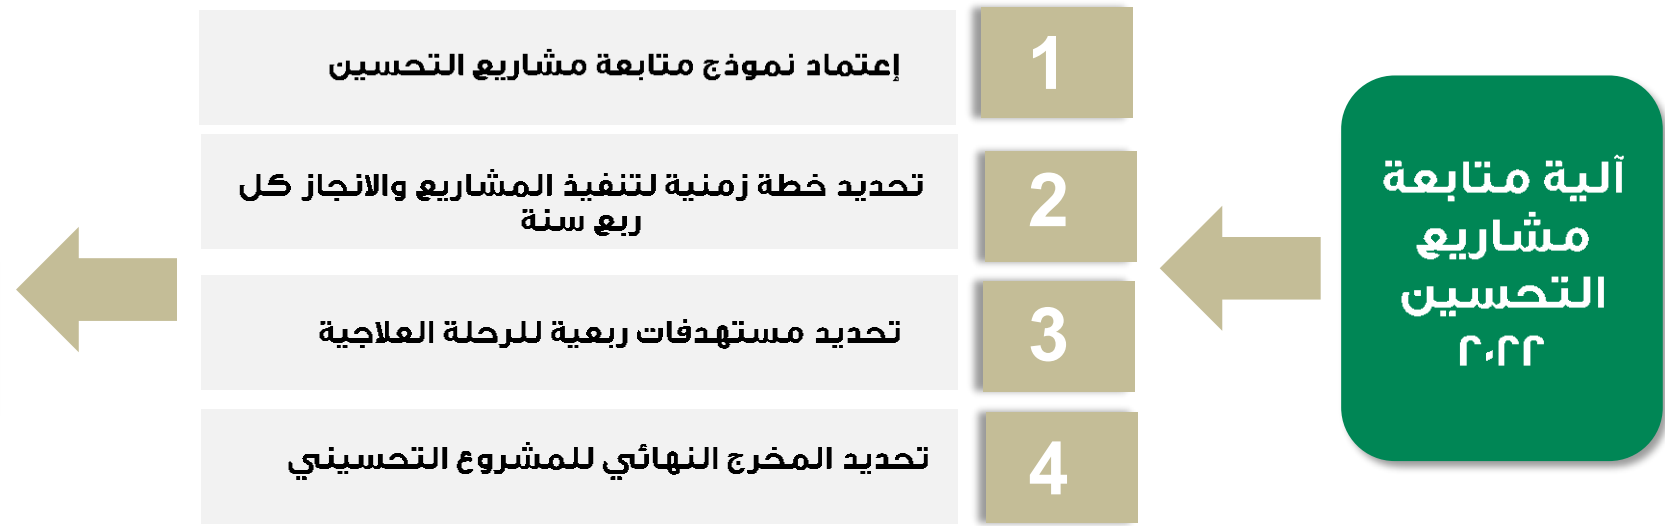 آلية متابعة
مشاريع
التحسين
٢٠٢٢
1
إعتماد نموذج متابعة مشاريع التحسين
2
تحديد خطة زمنية لتنفيذ المشاريع والانجاز كل
ربع سنة
3
تحديد مستهدفات ربعية للرحلة العلاجية
4
تحديد المخرج النهائي للمشروع التحسيني